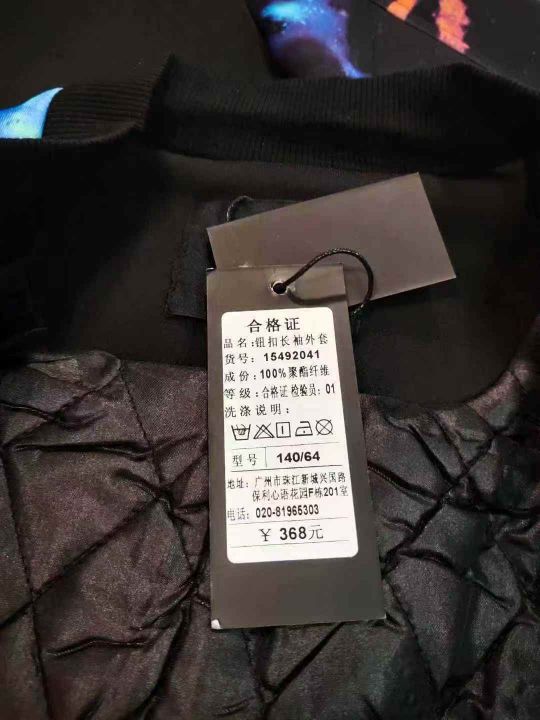 合格证
品名:钮扣长袖外套
货号: 15492041
成份: 100%聚酯纤维
等级: 合格证检验员: 01
洗涤说明:
型号 140/64
地址: 广州市珠江新城兴国路
保利心语花园F栋201室
电话: 020-81965303
¥ 368元